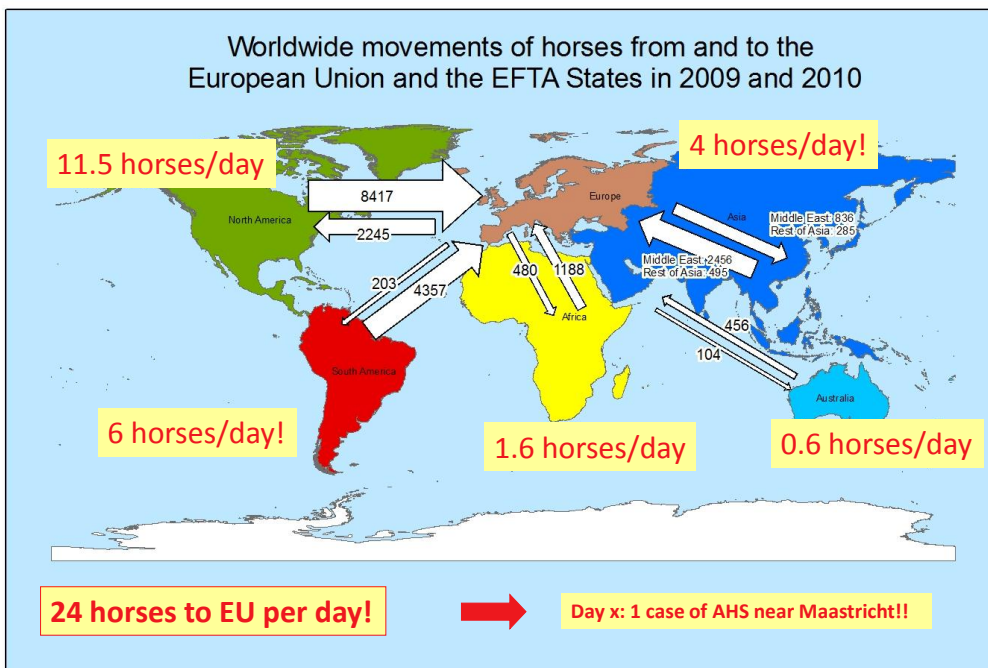 Worldwide movements of horses from and to the
European Union and the EFTA States in 2009 and 2010
11.5 horses/day
4 horses/day!
North America
8417
2245
Europe
Asia
Middle East: 836
Rest of Asia: 285
Middle East: 2456
Rest of Asia: 495
203
4357
480
1188
Africa
456
104
South America
Australia
6 horses/day!
1.6 horses/day
0.6 horses/day
24 horses to EU per day!
Day x: 1 case of AHS near Maastricht!!